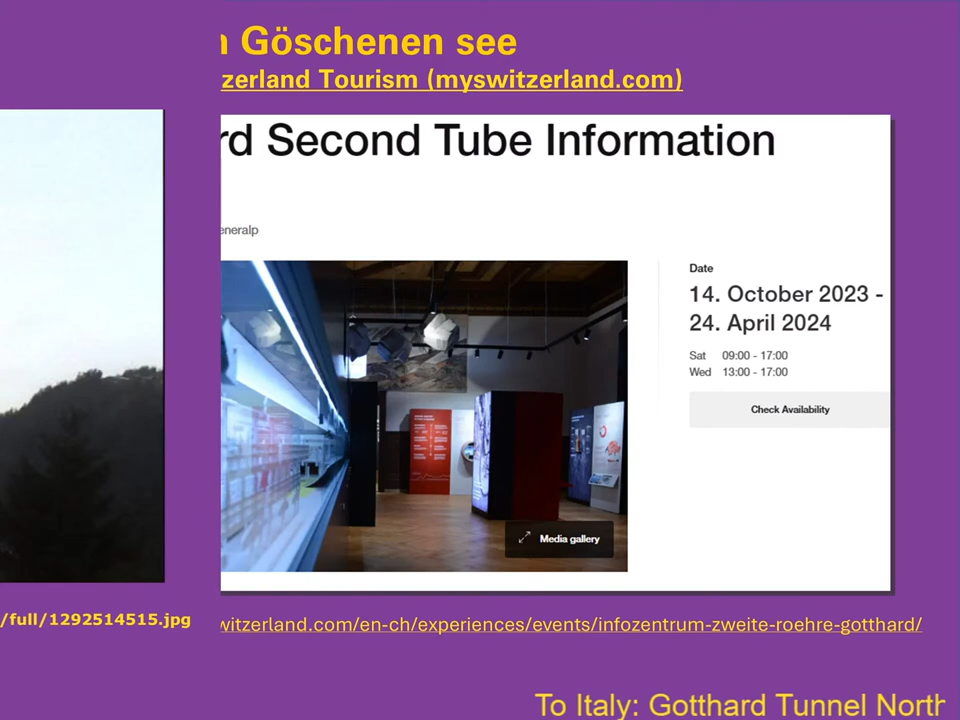 n Göschenen see
zerland Tourism (myswitzerland.com)
rd Second Tube Information
eneralp
Date
14. October 2023 -
24. April 2024
Sat 09:00 - 17:00
Wed 13:00 - 17:00
Check Availability
Media gallery
/full/1292514515.jpg
witzerland.com/en-ch/experiences/events/infozentrum-zweite-roehre-gotthard/
To Italy: Gotthard Tunnel North